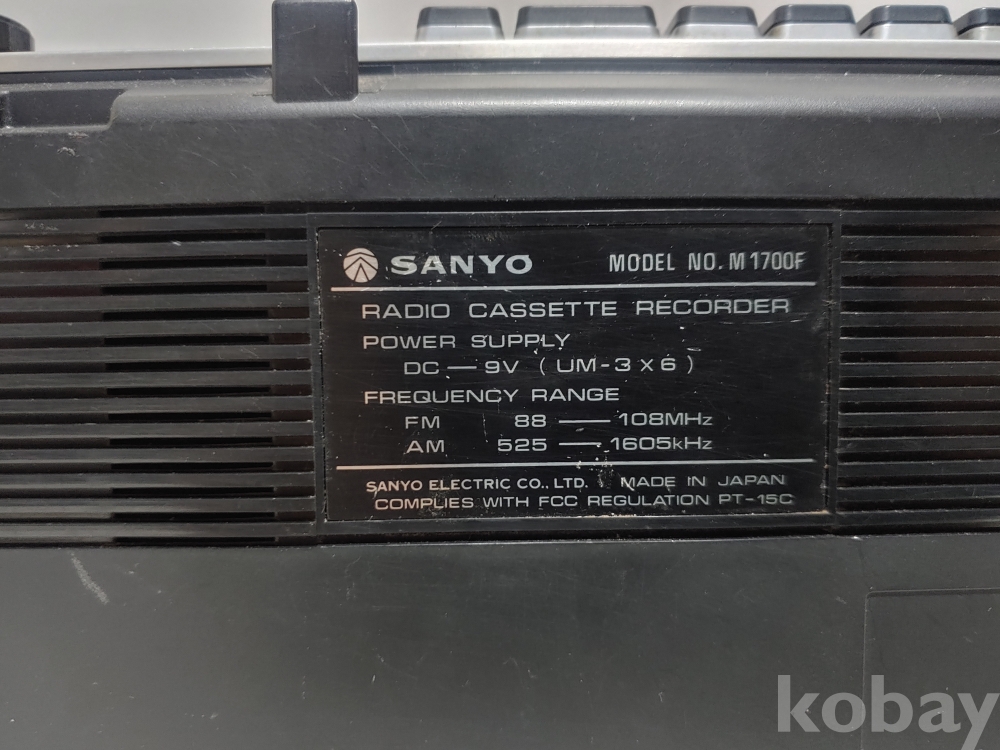 SANYO MODEL NO. M1700F
RADIO CASSETTE RECORDER
POWER SUPPLY
DC — 9V ( UM-3 X 6 )
FREQUENCY RANGE
FM 88 — 108MHz
AM 525 — 1605kHz
SANYO ELECTRIC CO., LTD. MADE IN JAPAN
COMPLIES WITH FCC REGULATION PT-15C
kobay